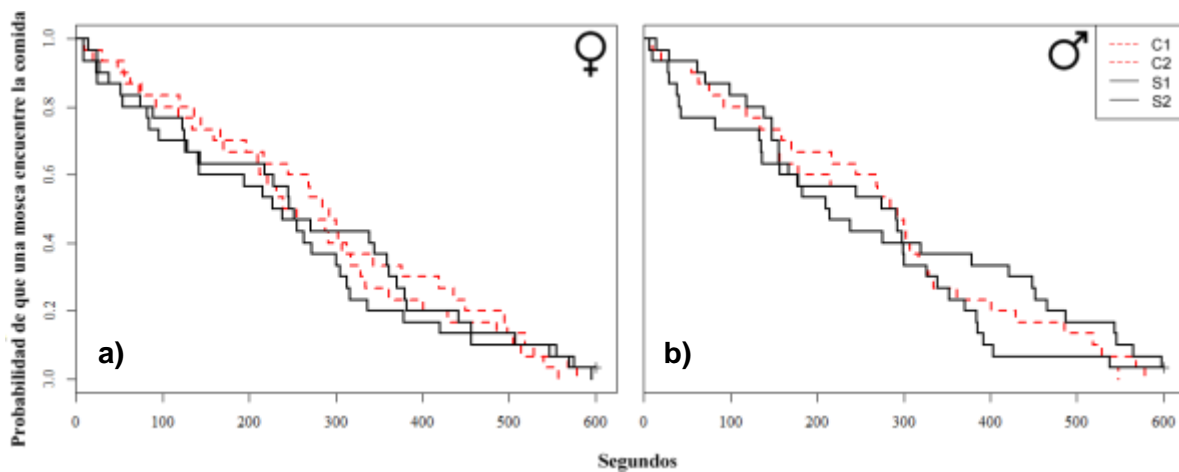 Probabilidad de que una mosca encuentre la comida
1.0
0.8
0.6
0.4
0.2
0.0
a)
0 100 200 300 400 500 600
b)
C1
C2
S1
S2
0 100 200 300 400 500 600
Segundos